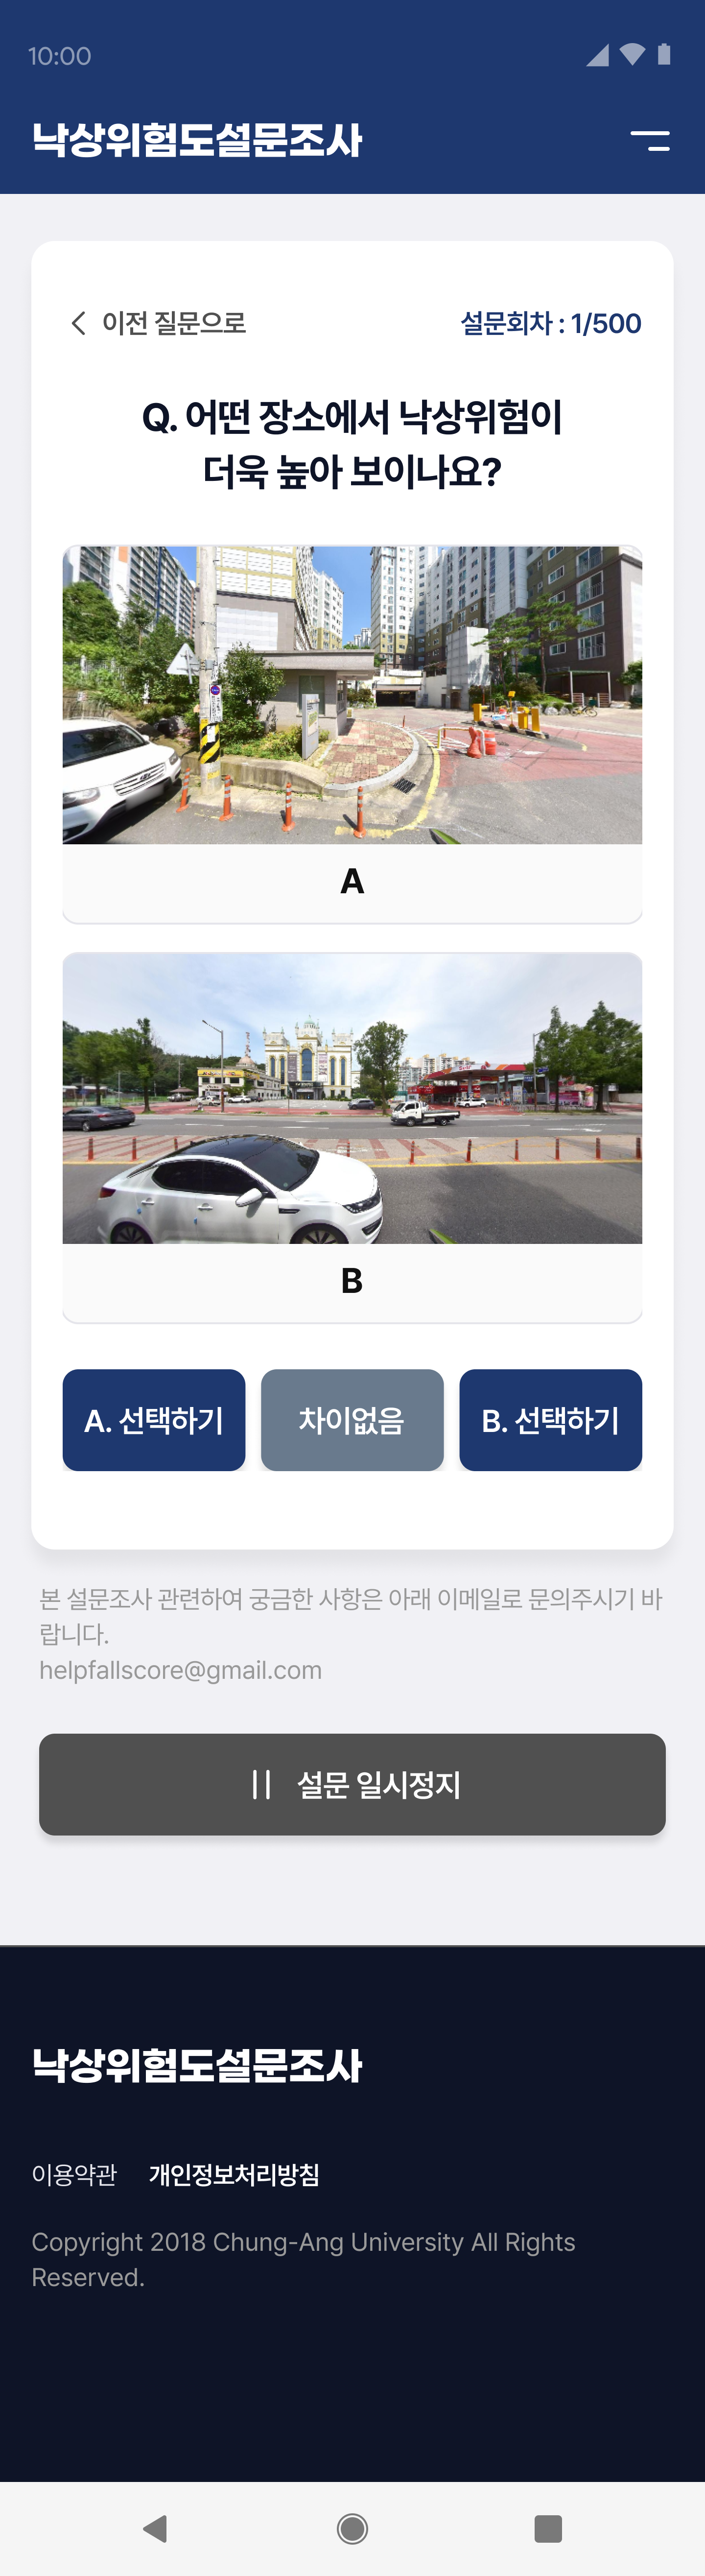 10:00
낙상위험도설문조사
이전 질문으로
설문회차 : 1/500
Q. 어떤 장소에서 낙상위험이
더욱 높아 보이나요?
A
B
A. 선택하기
차이없음
B. 선택하기
본 설문조사 관련하여 궁금한 사항은 아래 이메일로 문의주시기 바
랍니다.
helpfallscore@gmail.com
설문 일시정지
낙상위험도설문조사
이용약관
개인정보처리방침
Copyright 2018 Chung-Ang University All Rights
Reserved.